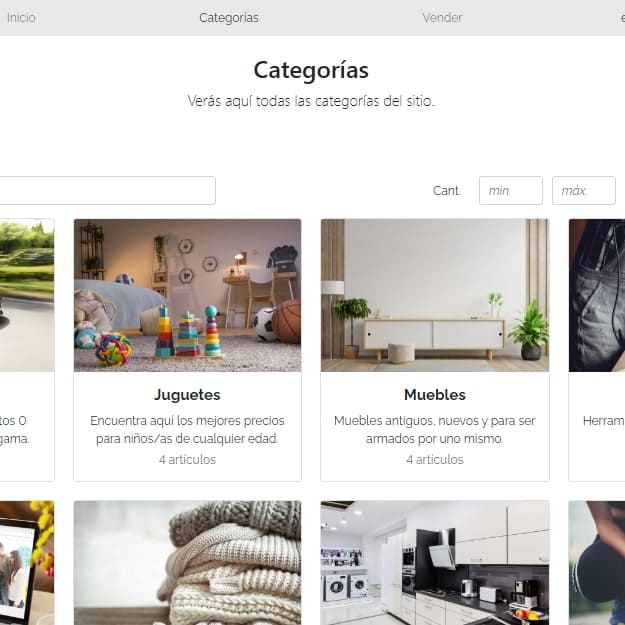 Inicio Categorías Vender e
Categorías
Verás aquí todas las categorías del sitio.
Cant. min. máx.
tos 0
gama.
Juguetes
Encuentra aquí los mejores precios
para niños/as de cualquier edad.
4 artículos
Muebles
Muebles antiguos, nuevos y para ser
armados por uno mismo.
4 artículos
Herram